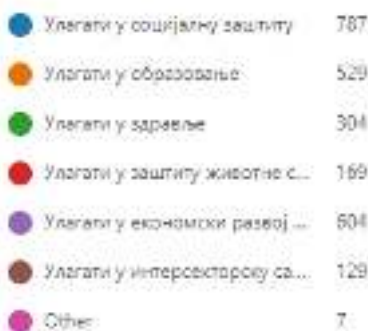 Улагати у социјалну заштиту 787
Улагати у образовање 529
Улагати у здравље 304
Улагати у заштиту животне с... 169
Улагати у економски развој ... 604
Улагати у интерсекторску са... 129
Other 7